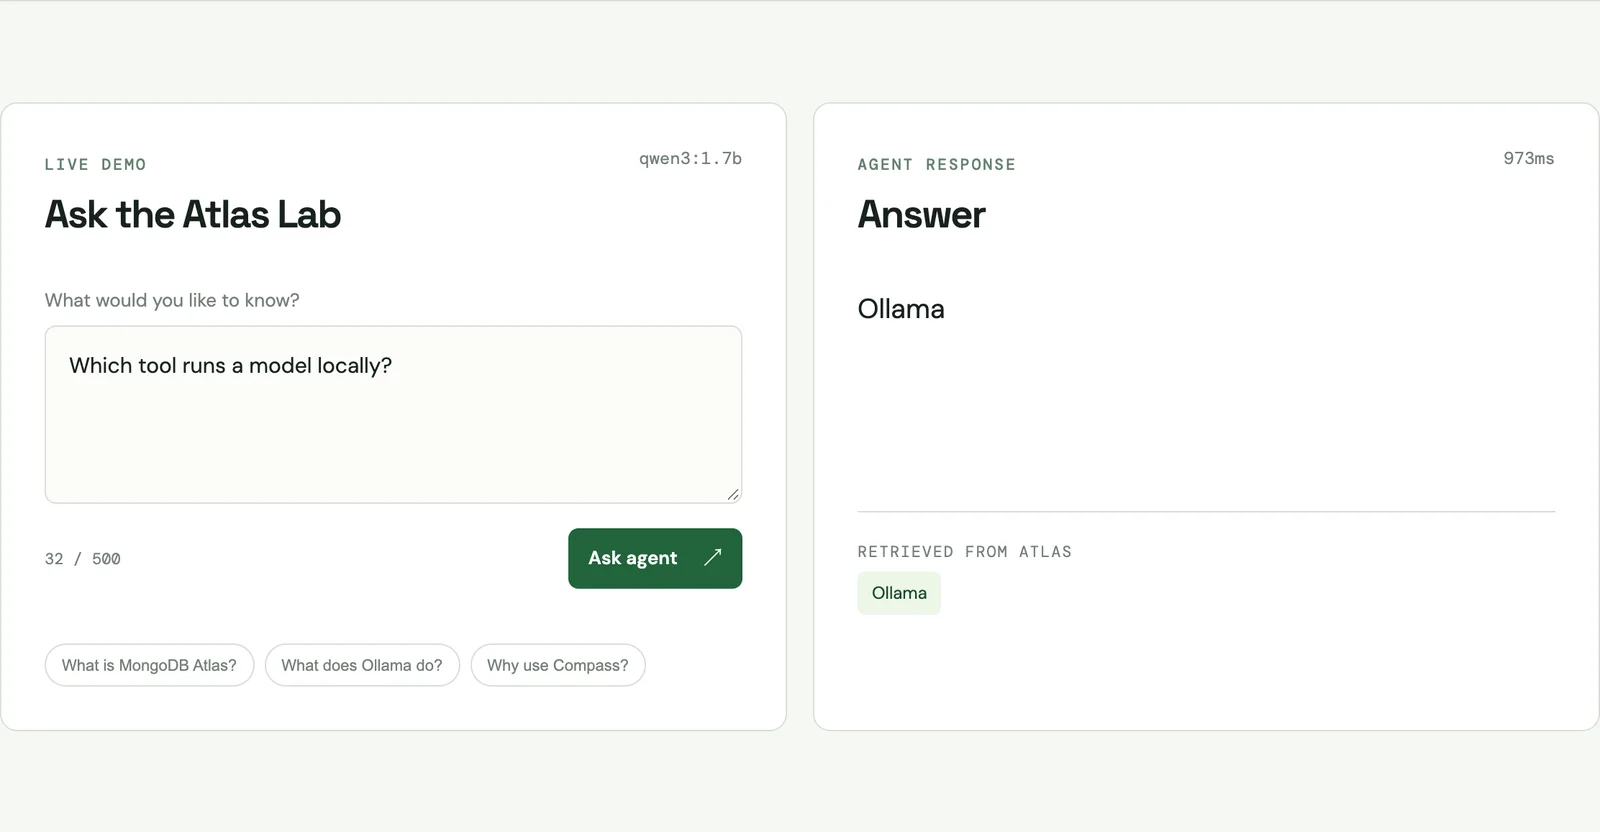 LIVE DEMO
qwen3:1.7b
Ask the Atlas Lab
What would you like to know?
Which tool runs a model locally?
32 / 500
Ask agent ↗
What is MongoDB Atlas?
What does Ollama do?
Why use Compass?
AGENT RESPONSE
973ms
Answer
Ollama
RETRIEVED FROM ATLAS
Ollama